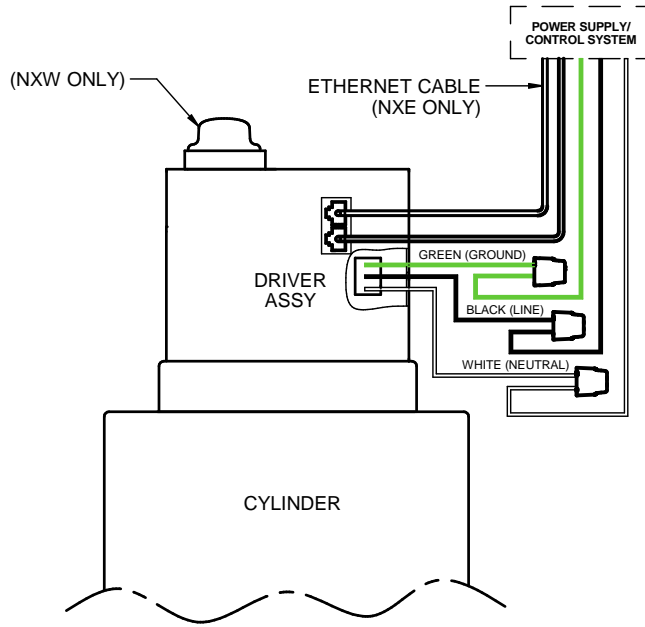 POWER SUPPLY/
CONTROL SYSTEM
(NXW ONLY)
ETHERNET CABLE
(NXE ONLY)
GREEN (GROUND)
DRIVER
ASSY
BLACK (LINE)
WHITE (NEUTRAL)
CYLINDER